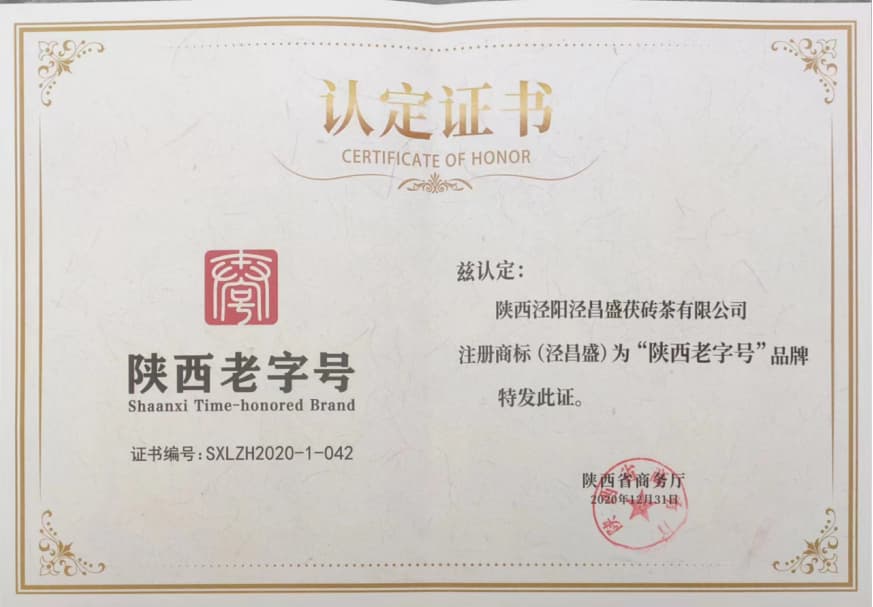 认定证书
CERTIFICATE OF HONOR
陕西老字号
Shaanxi Time-honored Brand
证书编号:SXLZH2020-1-042
兹认定：
陕西泾阳泾昌盛茯砖茶有限公司
注册商标(泾昌盛)为“陕西老字号”品牌
特发此证。
陕西省商务厅
2020年12月31日